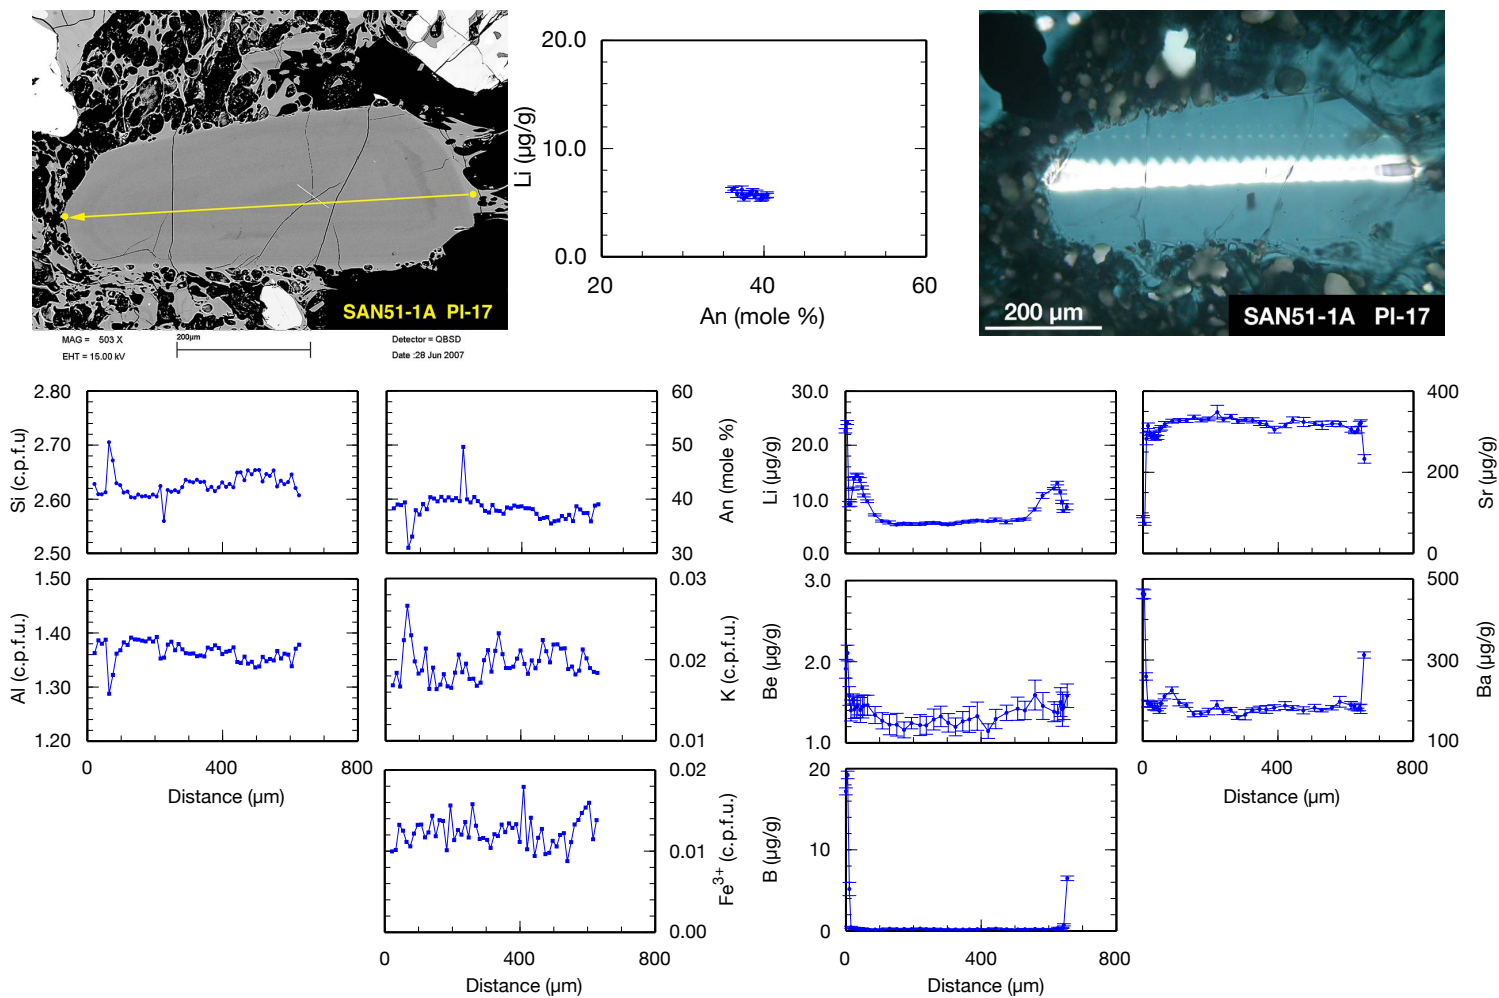 SAN51-1A PI-17
MAG = 503 X
200µm
Detector = QBSD
EHT = 15.00 kV
Date :28 Jun 2007
20.0
10.0
0.0
Li (µg/g)
20
40
60
An (mole %)
200 µm
SAN51-1A PI-17
2.80
2.70
2.60
2.50
Si (c.p.f.u)
60
50
40
30
An (mole %)
30.0
20.0
10.0
0.0
Li (µg/g)
400
200
0
Sr (µg/g)
1.50
1.40
1.30
1.20
Al (c.p.f.u.)
0
400
800
Distance (µm)
0.03
0.02
0.01
K (c.p.f.u.)
3.0
2.0
1.0
Be (µg/g)
500
300
100
Ba (µg/g)
0
400
800
Distance (µm)
0.02
0.01
0.00
Fe3+ (c.p.f.u.)
0
400
800
Distance (µm)
20
10
0
B (µg/g)
0
400
800
Distance (µm)